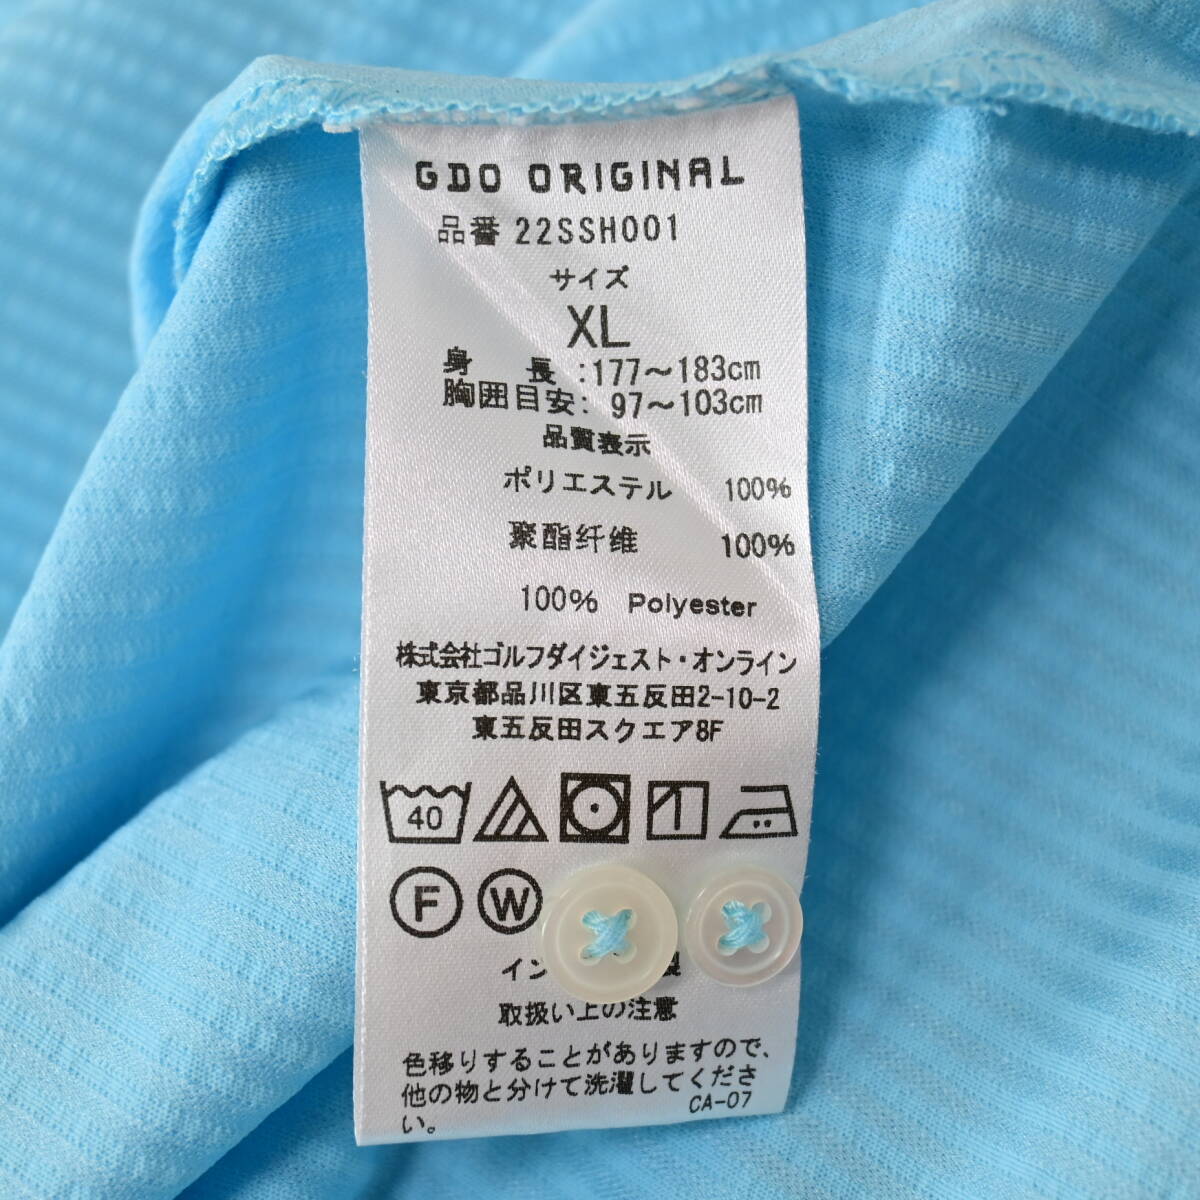 GDO ORIGINAL
品番 22SSH001
サイズ
XL
身 長 :177～183cm
胸囲目安: 97～103cm
品質表示
ポリエステル 100%
聚酯纤维 100%
100% Polyester
株式会社ゴルフダイジェスト・オンライン
東京都品川区東五反田2-10-2
東五反田スクエア8F
40
F W
イン 製
取扱い上の注意
色移りすることがありますので、
他の物と分けて洗濯してくださ
い。
CA-07